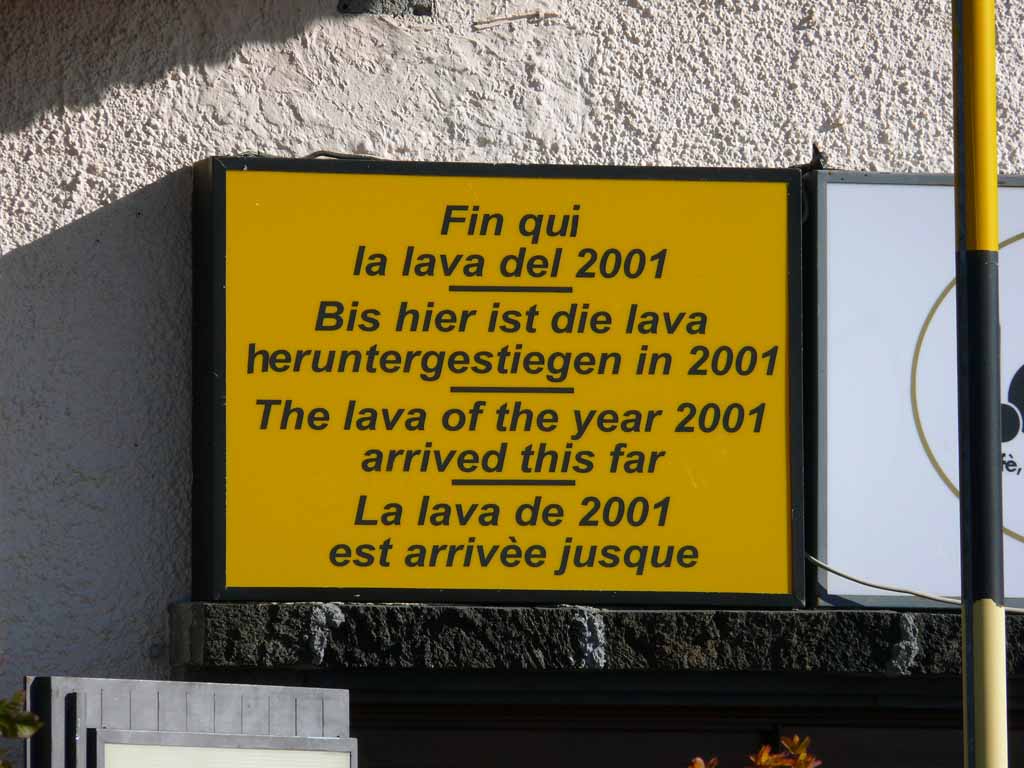 Fin qui
la lava del 2001
Bis hier ist die lava
heruntergestiegen in 2001
The lava of the year 2001
arrived this far
La lava de 2001
est arrivèe jusque